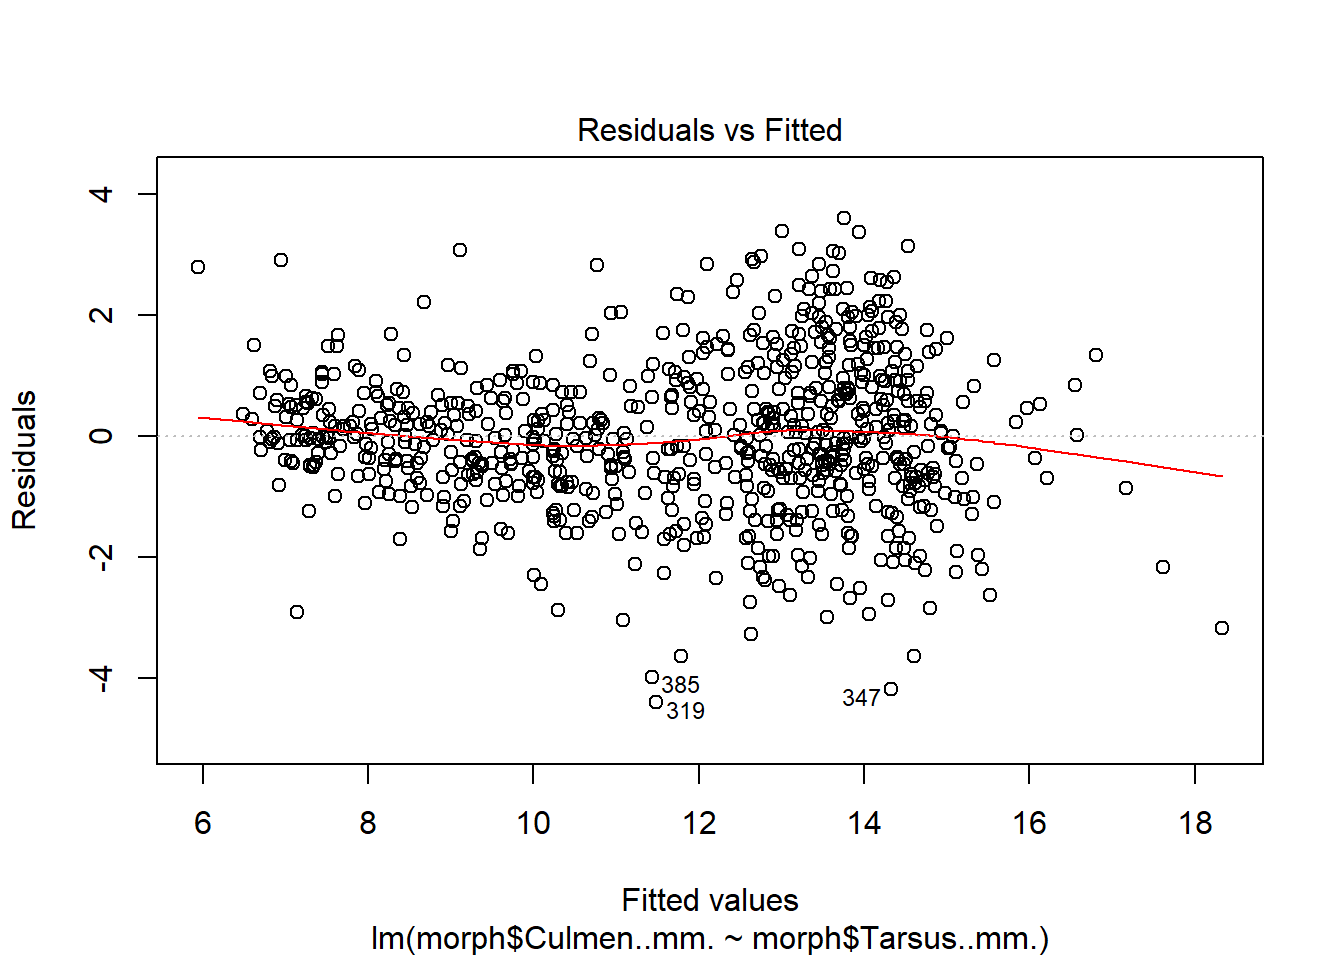 Residuals vs Fitted
Residuals
4
2
0
-2
-4
385
319
347
6 8 10 12 14 16 18
Fitted values
lm(morph$Culmen..mm. ~ morph$Tarsus..mm.)